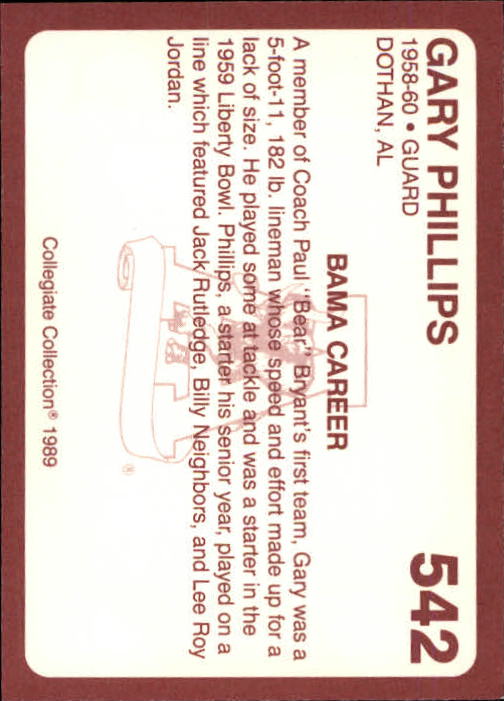 GARY PHILLIPS 542
1958-60 • GUARD
DOTHAN, AL
BAMA CAREER
A member of Coach Paul "Bear" Bryant's first team, Gary was a
5-foot-11, 182 lb. lineman whose speed and effort made up for a
lack of size. He played some at tackle and was a starter in the
1959 Liberty Bowl. Phillips, a starter his senior year, played on a
line which featured Jack Rutledge, Billy Neighbors, and Lee Roy
Jordan.
®
Collegiate Collection® 1989